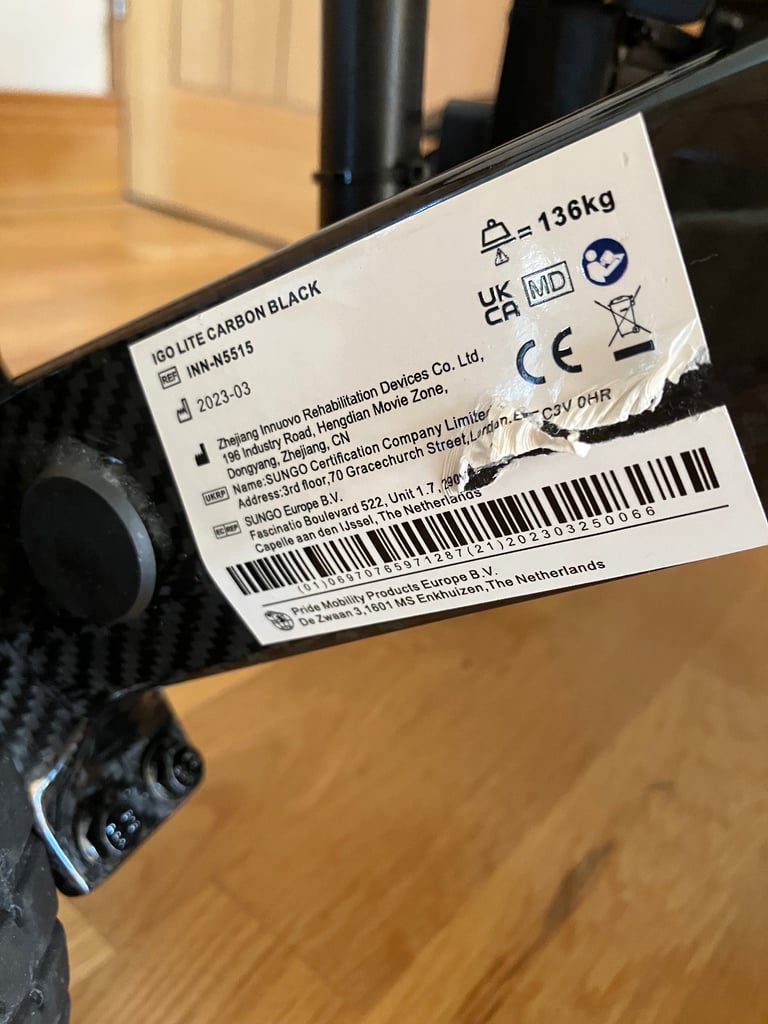 = 136kg
UK
CA
MD
CE
IGO LITE CARBON BLACK
REF INN-N5515
2023-03
Zhejiang Innuovo Rehabilitation Devices Co. Ltd,
196 Industry Road, Hengdian Movie Zone,
Dongyang, Zhejiang, CN
UKRP Name:SUNGO Certification Company Limite
Address:3rd floor,70 Gracechurch Street, C3V 0HR
EC REP SUNGO Europe B.V.
Fascinatio Boulevard 522, Unit 1.7,
Capelle aan den IJssel, The Netherlands
(01)06970765971287(21)202303250066
Pride Mobility Products Europe B.V.
De Zwaan 3,1601 MS Enkhuizen,The Netherlands